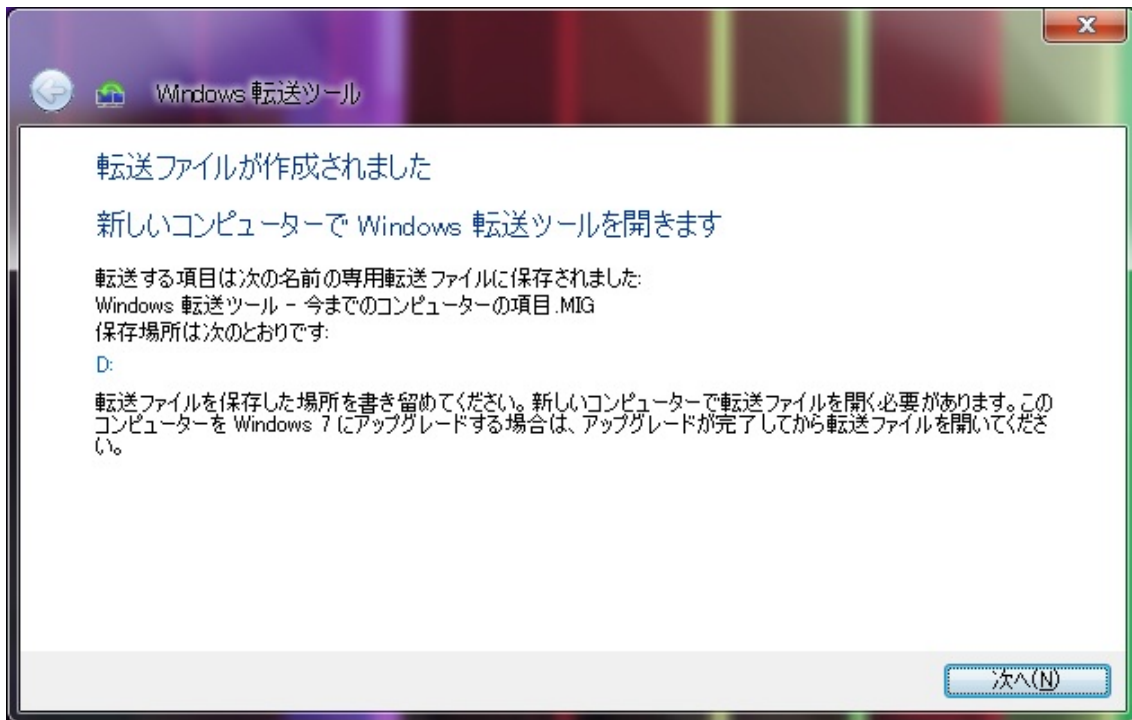 Windows 転送ツール
転送ファイルが作成されました
新しいコンピューターで Windows 転送ツールを開きます
転送する項目は次の名前の専用転送ファイルに保存されました:
Windows 転送ツール - 今までのコンピューターの項目.MIG
保存場所は次のとおりです:
D:
転送ファイルを保存した場所を書き留めてください。新しいコンピューターで転送ファイルを開く必要があります。この
コンピューターを Windows 7 にアップグレードする場合は、アップグレードが完了してから転送ファイルを開いてくださ
い。
次へ(N)